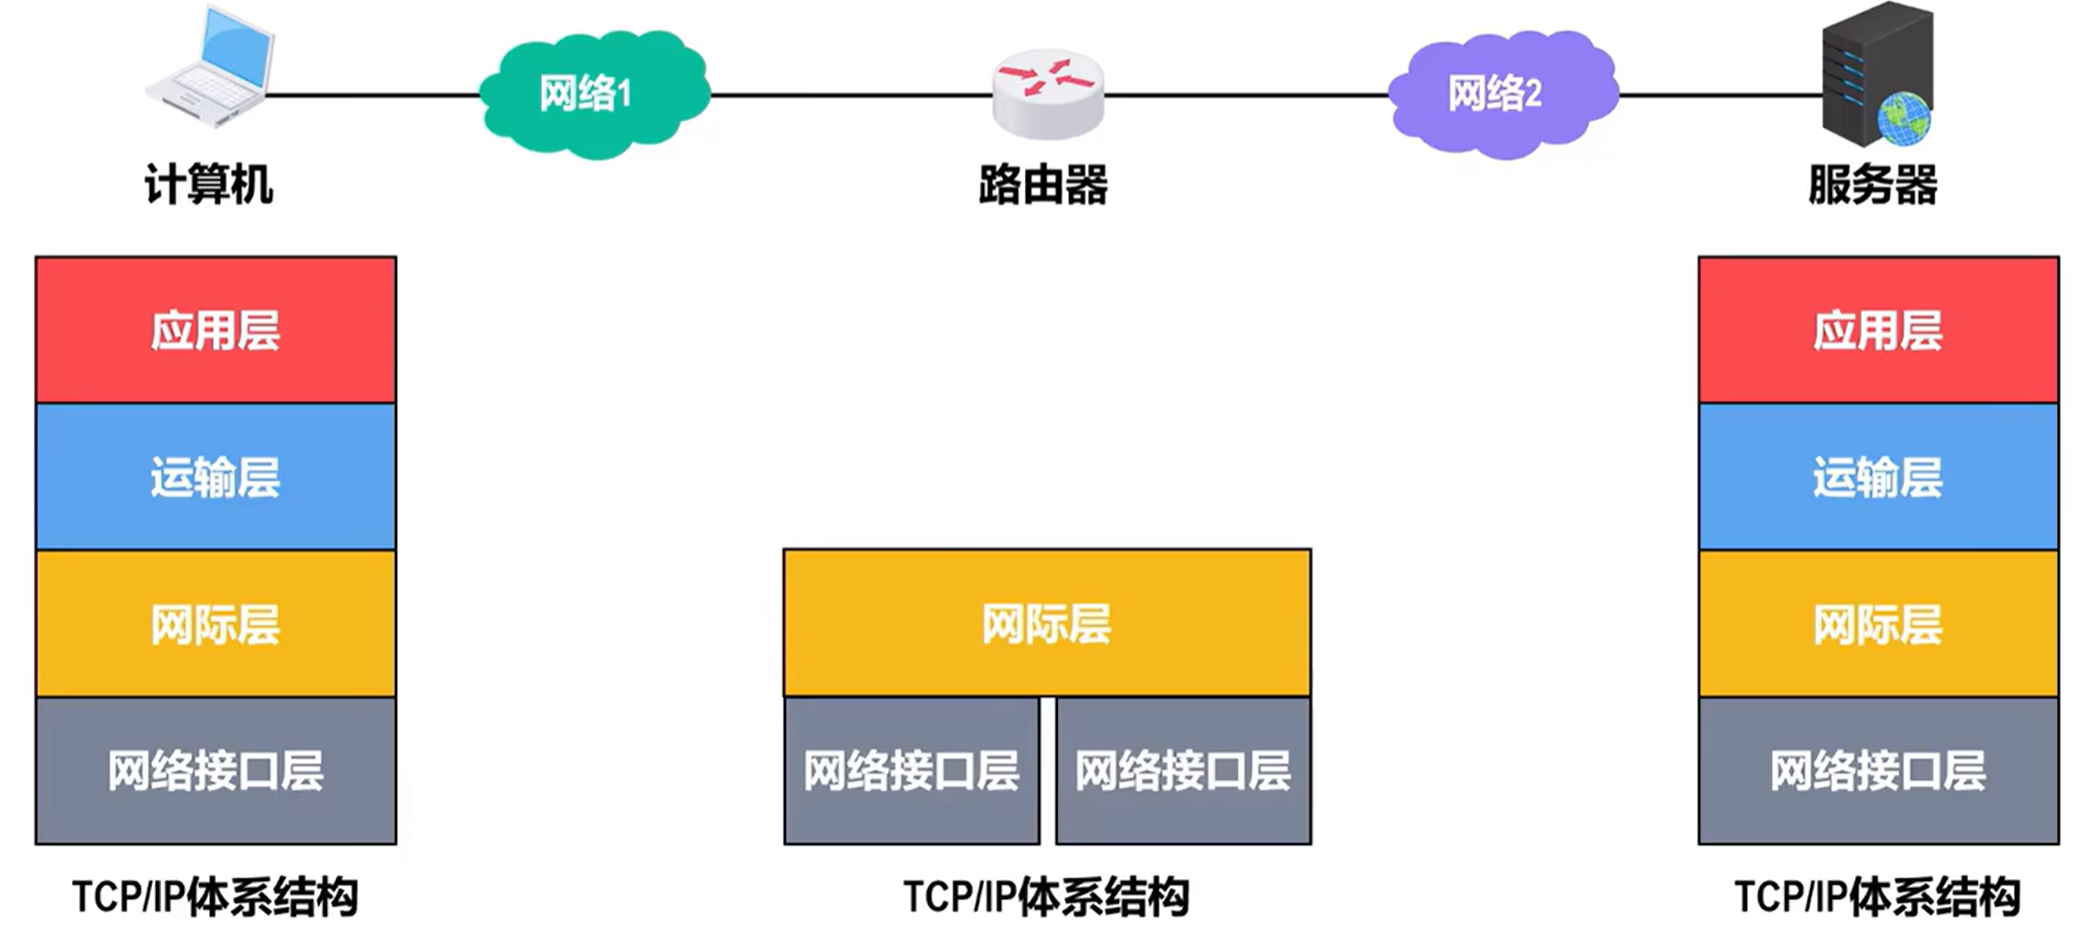 网络1
网络2
计算机
路由器
服务器
应用层
运输层
网际层
网络接口层
TCP/IP体系结构
网际层
网络接口层
网络接口层
TCP/IP体系结构
应用层
运输层
网际层
网络接口层
TCP/IP体系结构